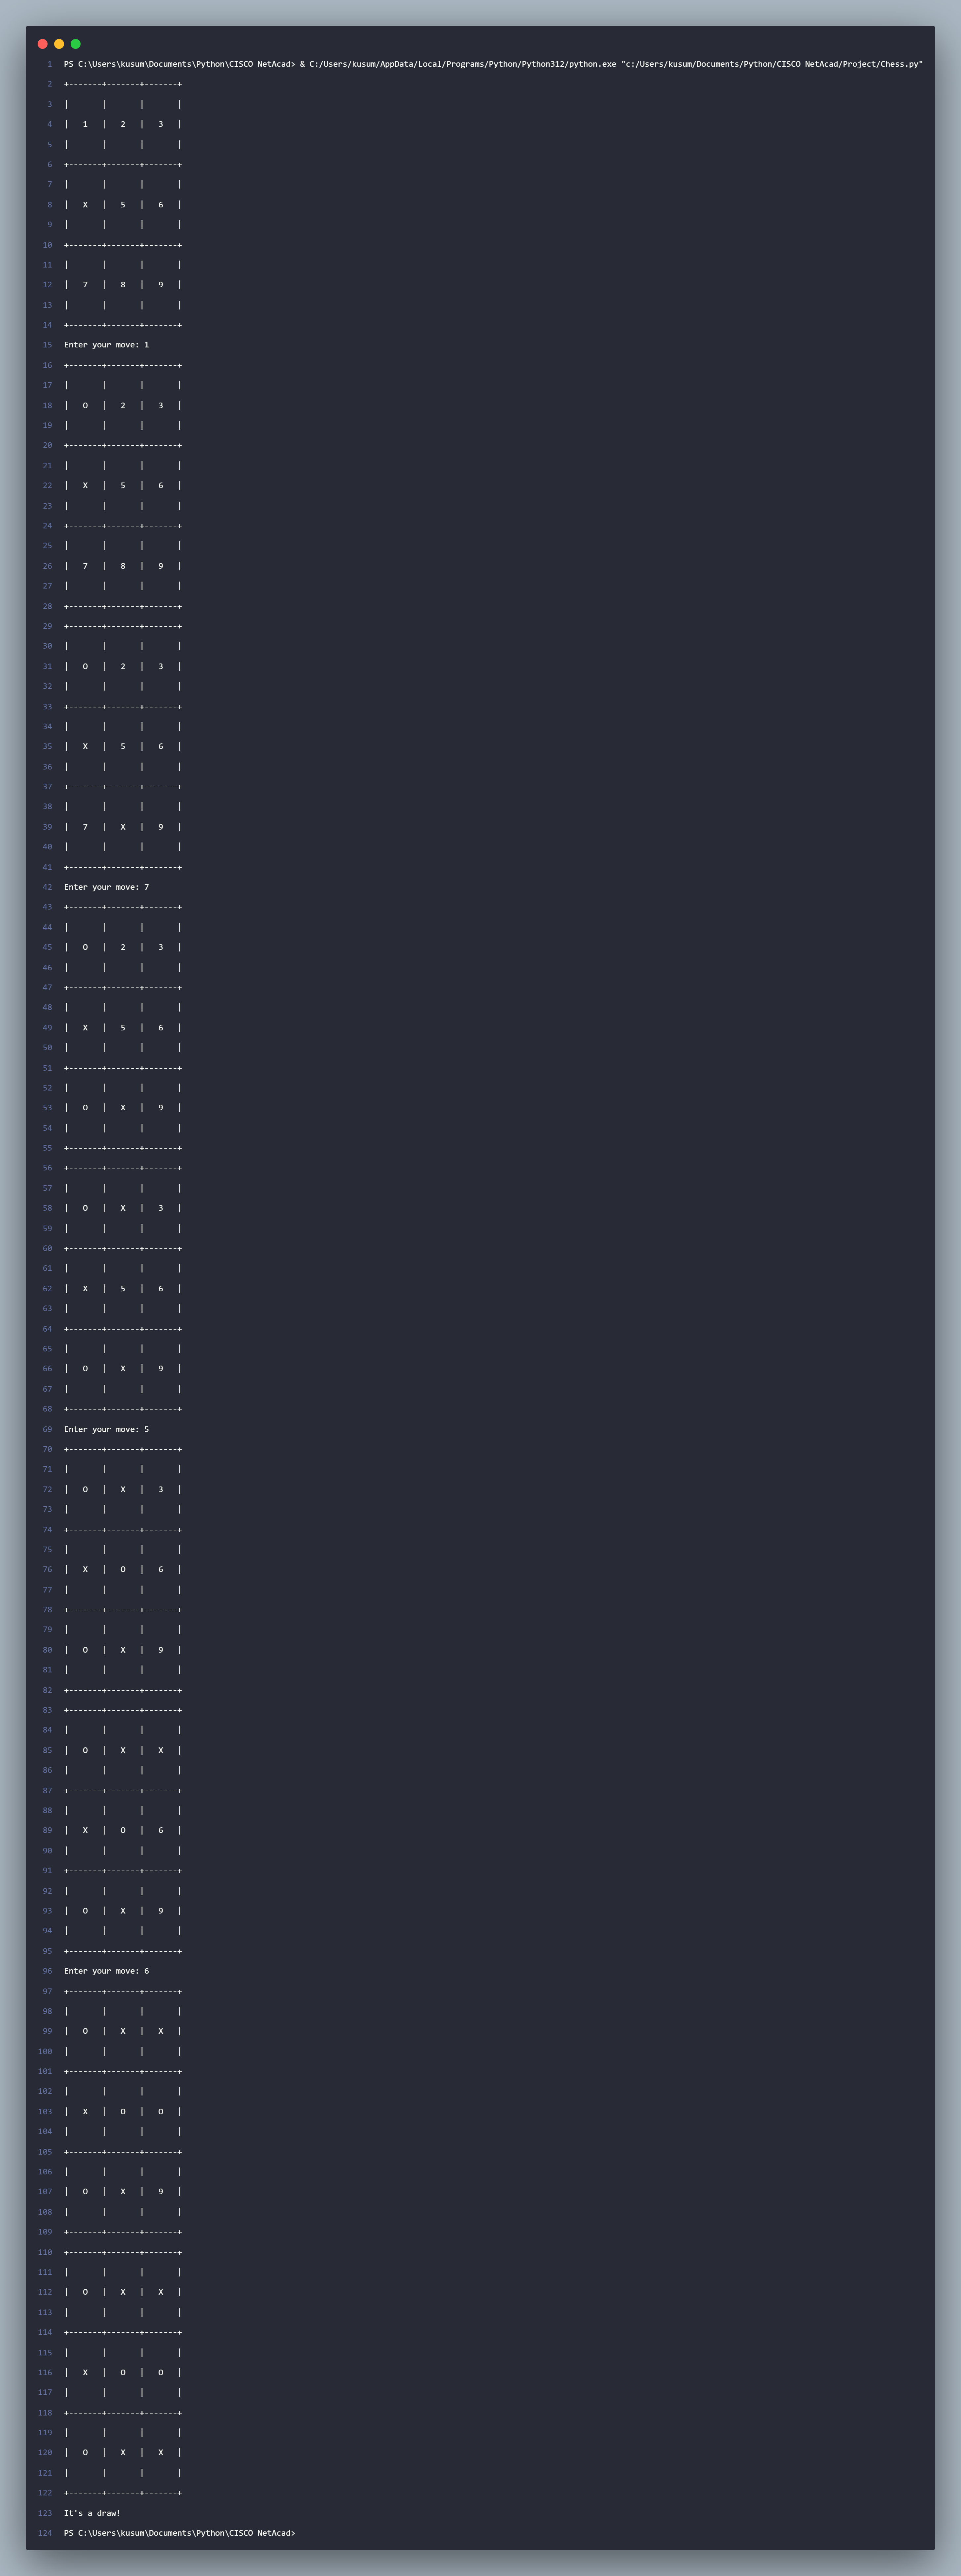 1 PS C:\Users\kusum\Documents\Python\CISCO NetAcad> & C:/Users/kusum/AppData/Local/Programs/Python/Python312/python.exe "c:/Users/kusum/Documents/Python/CISCO NetAcad/Project/Chess.py"
2 +-------+-------+-------+
3 |       |       |       |
4 |   1   |   2   |   3   |
5 |       |       |       |
6 +-------+-------+-------+
7 |       |       |       |
8 |   X   |   5   |   6   |
9 |       |       |       |
10 +-------+-------+-------+
11 |       |       |       |
12 |   7   |   8   |   9   |
13 |       |       |       |
14 +-------+-------+-------+
15 Enter your move: 1
16 +-------+-------+-------+
17 |       |       |       |
18 |   O   |   2   |   3   |
19 |       |       |       |
20 +-------+-------+-------+
21 |       |       |       |
22 |   X   |   5   |   6   |
23 |       |       |       |
24 +-------+-------+-------+
25 |       |       |       |
26 |   7   |   8   |   9   |
27 |       |       |       |
28 +-------+-------+-------+
29 +-------+-------+-------+
30 |       |       |       |
31 |   O   |   2   |   3   |
32 |       |       |       |
33 +-------+-------+-------+
34 |       |       |       |
35 |   X   |   5   |   6   |
36 |       |       |       |
37 +-------+-------+-------+
38 |       |       |       |
39 |   7   |   X   |   9   |
40 |       |       |       |
41 +-------+-------+-------+
42 Enter your move: 7
43 +-------+-------+-------+
44 |       |       |       |
45 |   O   |   2   |   3   |
46 |       |       |       |
47 +-------+-------+-------+
48 |       |       |       |
49 |   X   |   5   |   6   |
50 |       |       |       |
51 +-------+-------+-------+
52 |       |       |       |
53 |   O   |   X   |   9   |
54 |       |       |       |
55 +-------+-------+-------+
56 +-------+-------+-------+
57 |       |       |       |
58 |   O   |   X   |   3   |
59 |       |       |       |
60 +-------+-------+-------+
61 |       |       |       |
62 |   X   |   5   |   6   |
63 |       |       |       |
64 +-------+-------+-------+
65 |       |       |       |
66 |   O   |   X   |   9   |
67 |       |       |       |
68 +-------+-------+-------+
69 Enter your move: 5
70 +-------+-------+-------+
71 |       |       |       |
72 |   O   |   X   |   3   |
73 |       |       |       |
74 +-------+-------+-------+
75 |       |       |       |
76 |   X   |   O   |   6   |
77 |       |       |       |
78 +-------+-------+-------+
79 |       |       |       |
80 |   O   |   X   |   9   |
81 |       |       |       |
82 +-------+-------+-------+
83 +-------+-------+-------+
84 |       |       |       |
85 |   O   |   X   |   X   |
86 |       |       |       |
87 +-------+-------+-------+
88 |       |       |       |
89 |   X   |   O   |   6   |
90 |       |       |       |
91 +-------+-------+-------+
92 |       |       |       |
93 |   O   |   X   |   9   |
94 |       |       |       |
95 +-------+-------+-------+
96 Enter your move: 6
97 +-------+-------+-------+
98 |       |       |       |
99 |   O   |   X   |   X   |
100 |       |       |       |
101 +-------+-------+-------+
102 |       |       |       |
103 |   X   |   O   |   O   |
104 |       |       |       |
105 +-------+-------+-------+
106 |       |       |       |
107 |   O   |   X   |   9   |
108 |       |       |       |
109 +-------+-------+-------+
110 +-------+-------+-------+
111 |       |       |       |
112 |   O   |   X   |   X   |
113 |       |       |       |
114 +-------+-------+-------+
115 |       |       |       |
116 |   X   |   O   |   O   |
117 |       |       |       |
118 +-------+-------+-------+
119 |       |       |       |
120 |   O   |   X   |   X   |
121 |       |       |       |
122 +-------+-------+-------+
123 It's a draw!
124 PS C:\Users\kusum\Documents\Python\CISCO NetAcad>